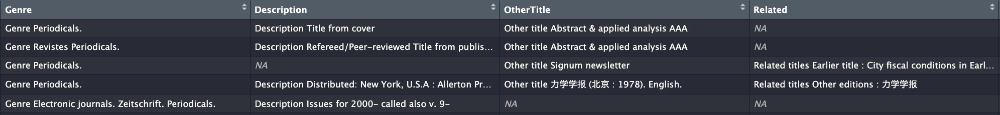 Genre Description OtherTitle Related
Genre Periodicals. Description Title from cover Other title Abstract & applied analysis AAA NA
Genre Revistes Periodicals. Description Refereed/Peer-reviewed Title from publis... Other title Abstract & applied analysis AAA NA
Genre Periodicals. NA Other title Signum newsletter Related titles Earlier title : City fiscal conditions in Earl...
Genre Periodicals. Description Distributed: New York, U.S.A : Allerton Pr... Other title 力学学报 (北京 : 1978). English. Related titles Other editions : 力学学报
Genre Electronic journals. Zeitschrift. Periodicals. Description Issues for 2000- called also v. 9- NA NA